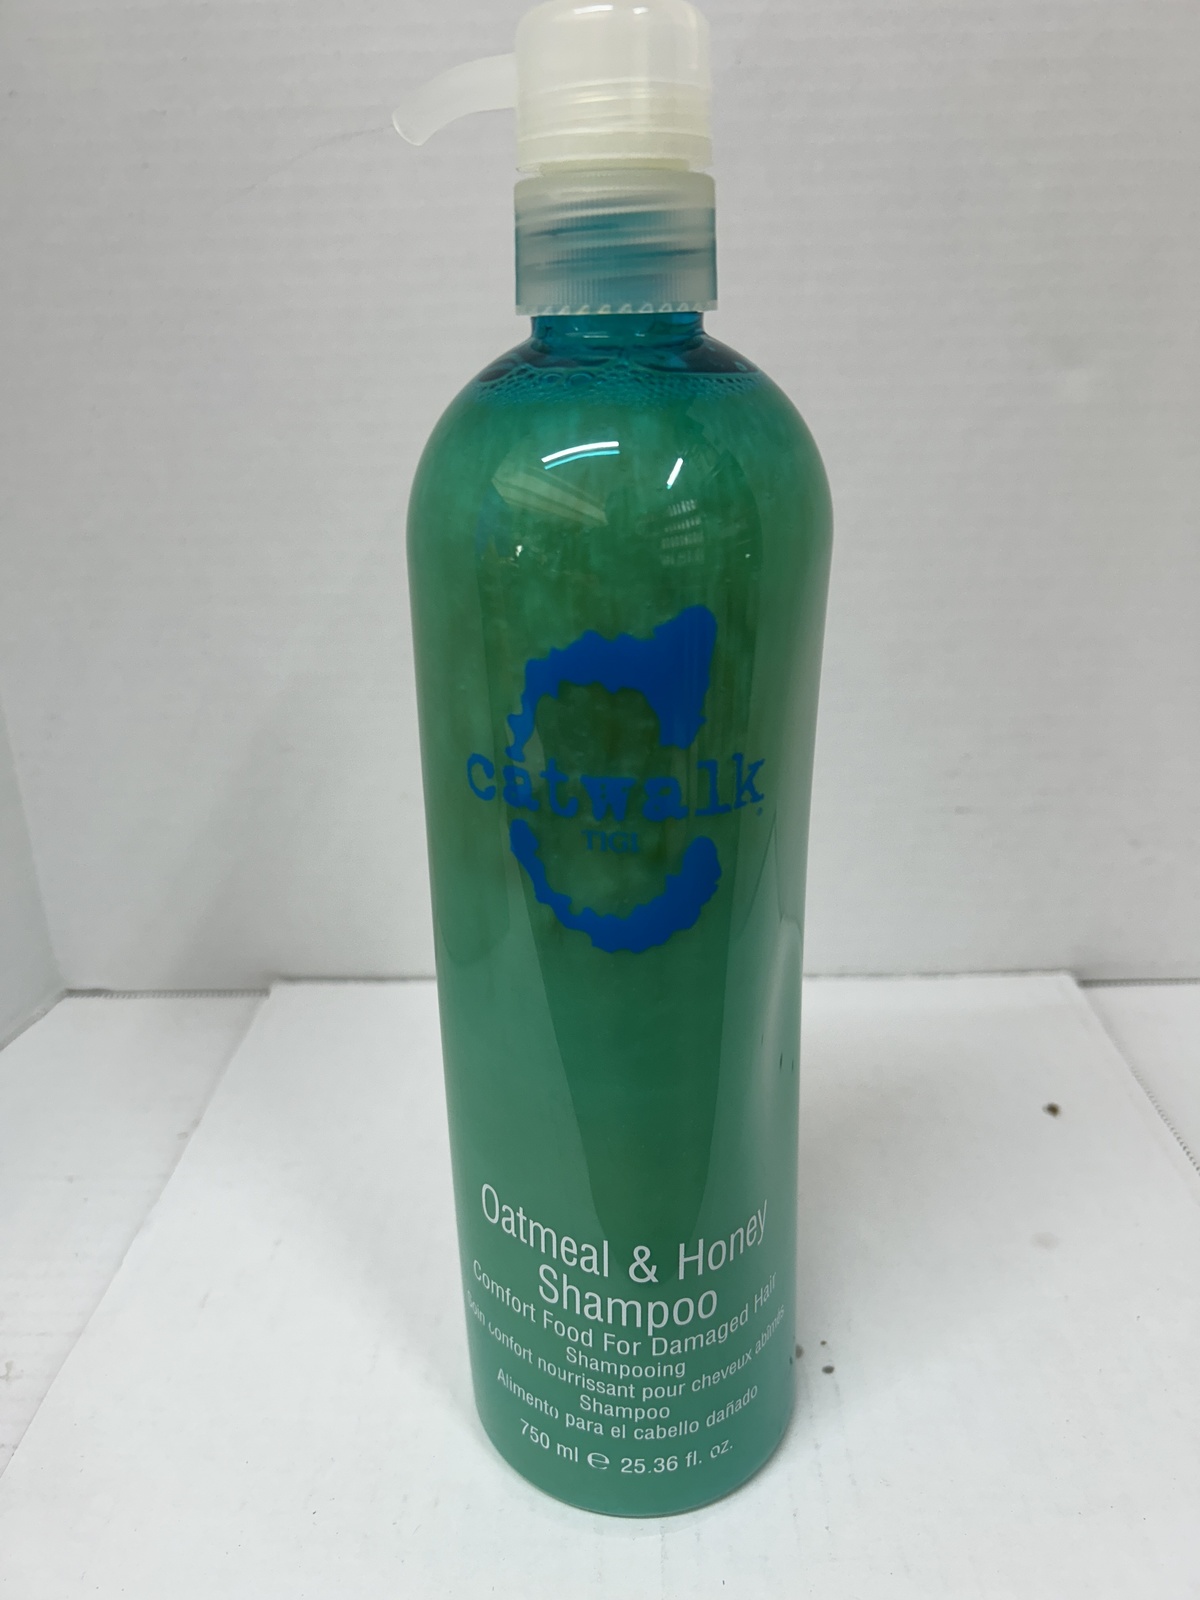 catwalk
TIGI
Oatmeal & Honey
Shampoo
Comfort Food For Damaged Hair
Shampooing
Soin confort nourrissant pour cheveux abîmés
Shampoo
Alimento para el cabello dañado
750 ml ℮ 25.36 fl. oz.